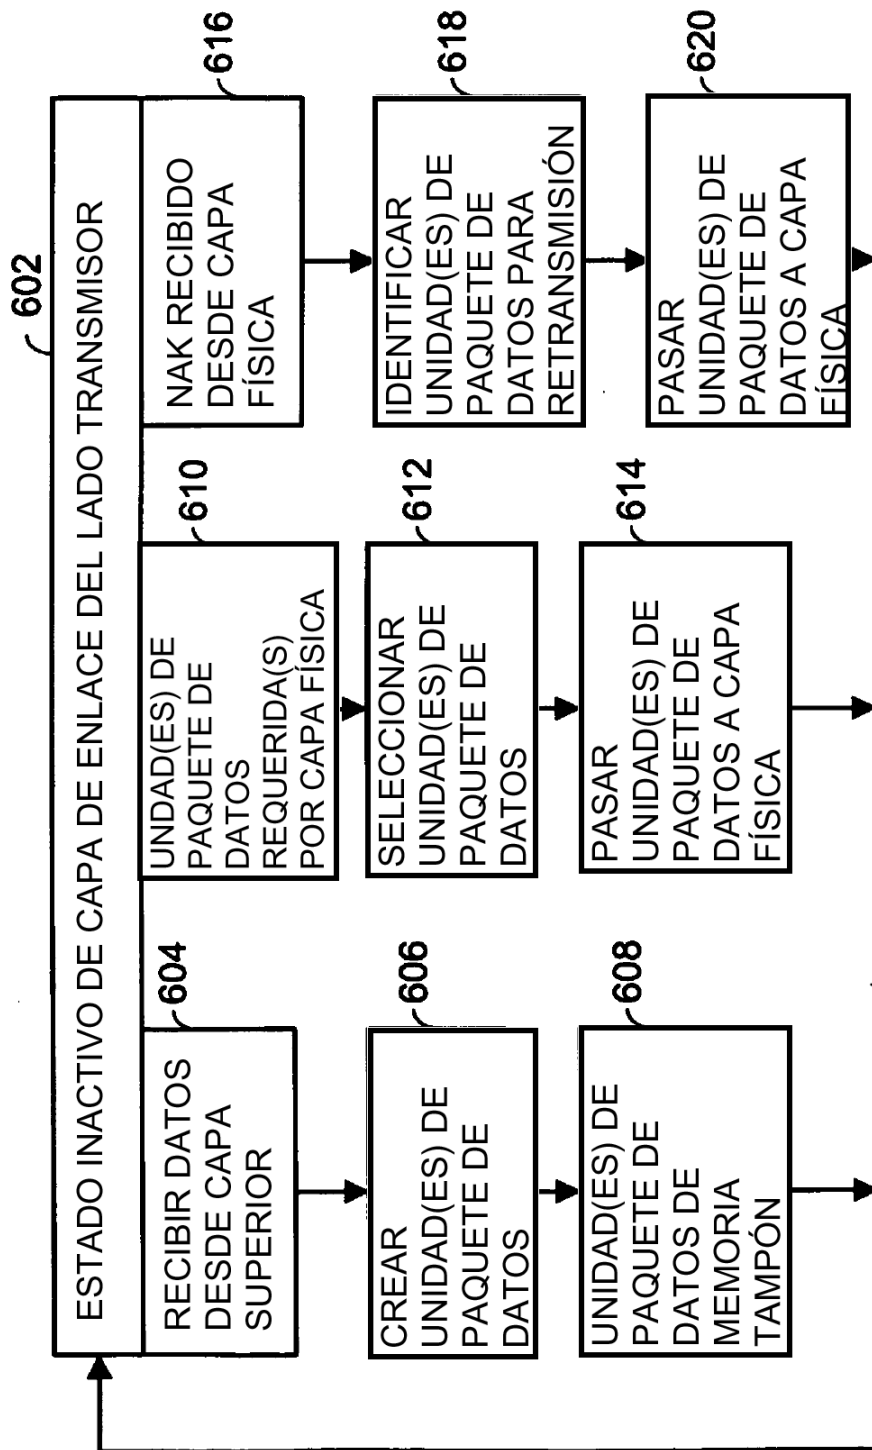 602
ESTADO INACTIVO DE CAPA DE ENLACE DEL LADO TRANSMISOR
604
RECIBIR DATOS
DESDE CAPA
SUPERIOR
606
CREAR
UNIDAD(ES) DE
PAQUETE DE
DATOS
608
UNIDAD(ES) DE
PAQUETE DE
DATOS DE
MEMORIA
TAMPÓN
610
UNDAD(ES) DE
PAQUETE DE
DATOS
REQUERIDA(S)
POR CAPA FÍSICA
612
SELECCIONAR
UNIDAD(ES) DE
PAQUETE DE
DATOS
614
PASAR
UNIDAD(ES) DE
PAQUETE DE
DATOS A CAPA
FÍSICA
616
NAK RECIBIDO
DESDE CAPA
FÍSICA
618
IDENTIFICAR
UNIDAD(ES) DE
PAQUETE DE
DATOS PARA
RETRANSMISIÓN
620
PASAR
UNIDAD(ES) DE
PAQUETE DE
DATOS A CAPA
FÍSICA